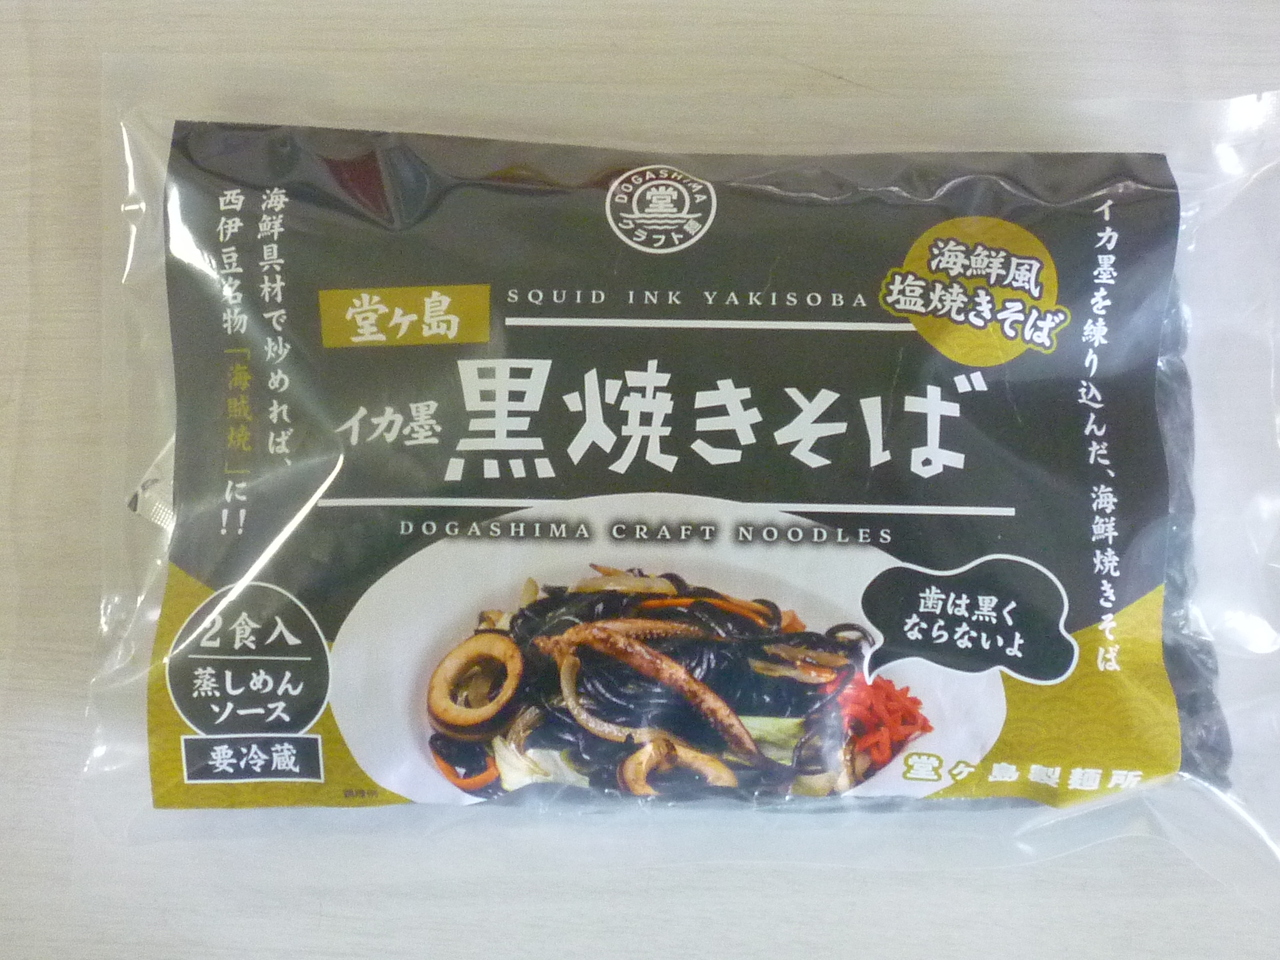 DOGASHIMA
堂
クラフト麺
海鮮風
塩焼きそば
SQUID INK YAKISOBA
堂ヶ島
イカ墨 黒焼きそば
DOGASHIMA CRAFT NOODLES
イカ墨を練り込んだ、海鮮焼きそば
海鮮具材で炒めれば、
西伊豆名物「海賊焼」に!!
歯は黒く
ならないよ
2食入
蒸しめん
ソース
要冷蔵
調理例
堂ヶ島製麺所